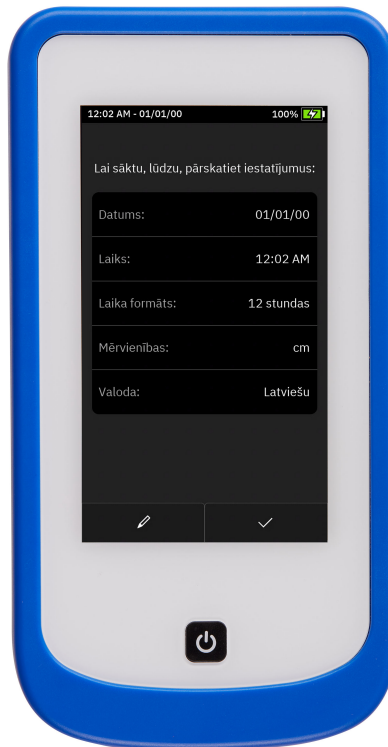 12:02 AM - 01/01/00 100%
Lai sāktu, lūdzu, pārskatiet iestatījumus:
Datums: 01/01/00
Laiks: 12:02 AM
Laika formāts: 12 stundas
Mērvienības: cm
Valoda: Latviešu